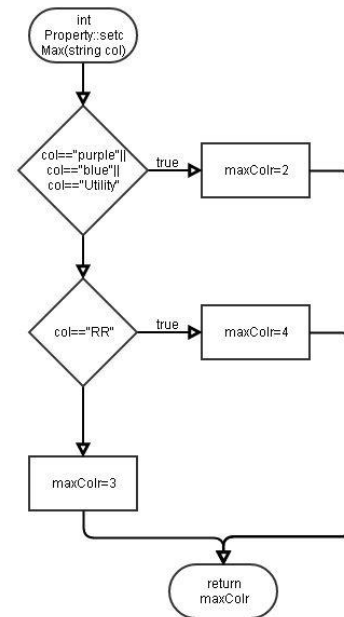 int
Property::setc
Max(string col)
col=="purple"||
col=="blue"||
col=="Utility"
true
maxColr=2
col=="RR"
true
maxColr=4
maxColr=3
return
maxColr